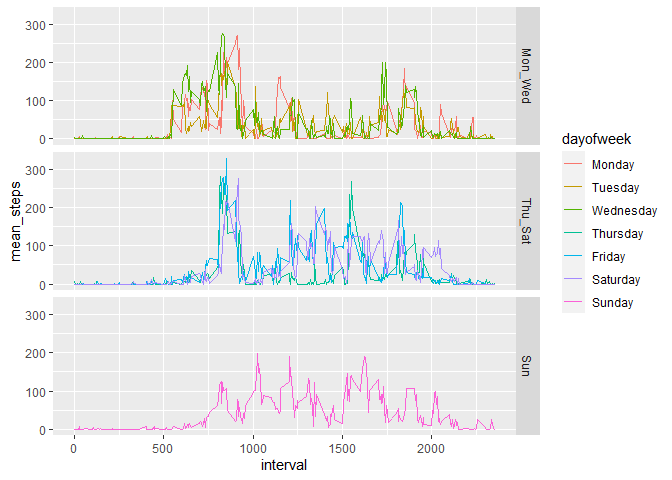 300
200
100
0
Mon_Wed
300
200
100
0
Thu_Sat
300
200
100
0
Sun
mean_steps
0
500
1000
1500
2000
interval
dayofweek
Monday
Tuesday
Wednesday
Thursday
Friday
Saturday
Sunday